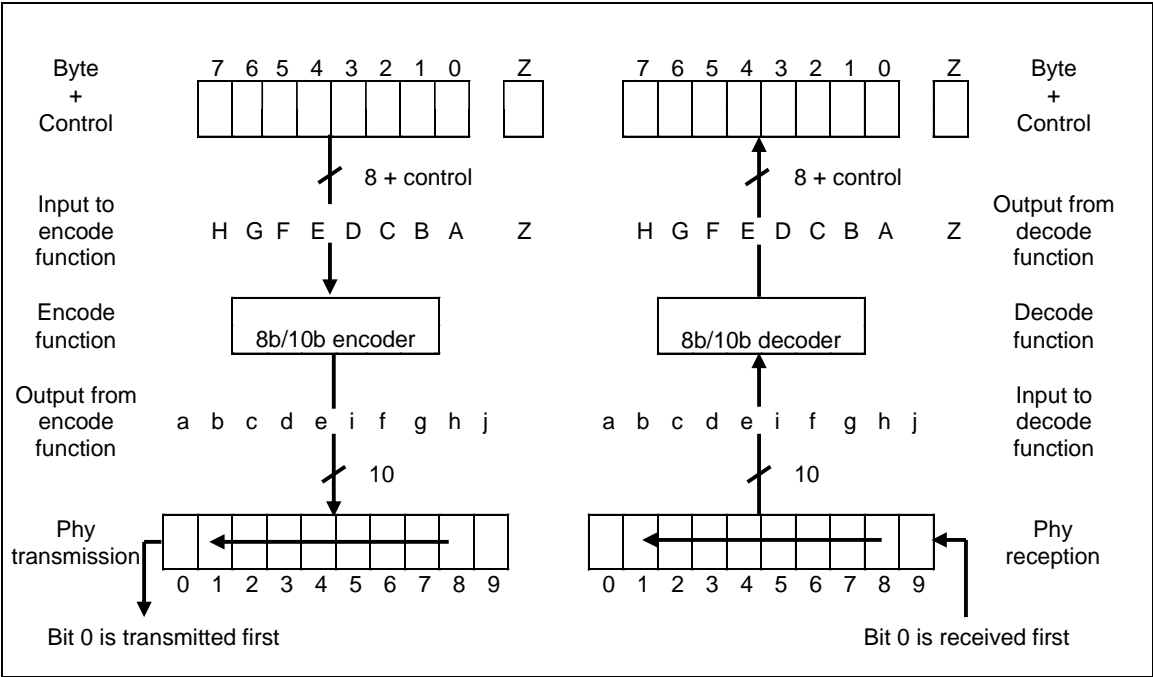 Byte + Control 7 6 5 4 3 2 1 0 Z 7 6 5 4 3 2 1 0 Z Byte + Control
8 + control 8 + control
Input to encode function H G F E D C B A Z H G F E D C B A Z Output from decode function
Encode function 8b/10b encoder 8b/10b decoder Decode function
Output from encode function a b c d e i f g h j a b c d e i f g h j Input to decode function
10 10
Phy transmission Phy reception
0 1 2 3 4 5 6 7 8 9 0 1 2 3 4 5 6 7 8 9
Bit 0 is transmitted first Bit 0 is received first